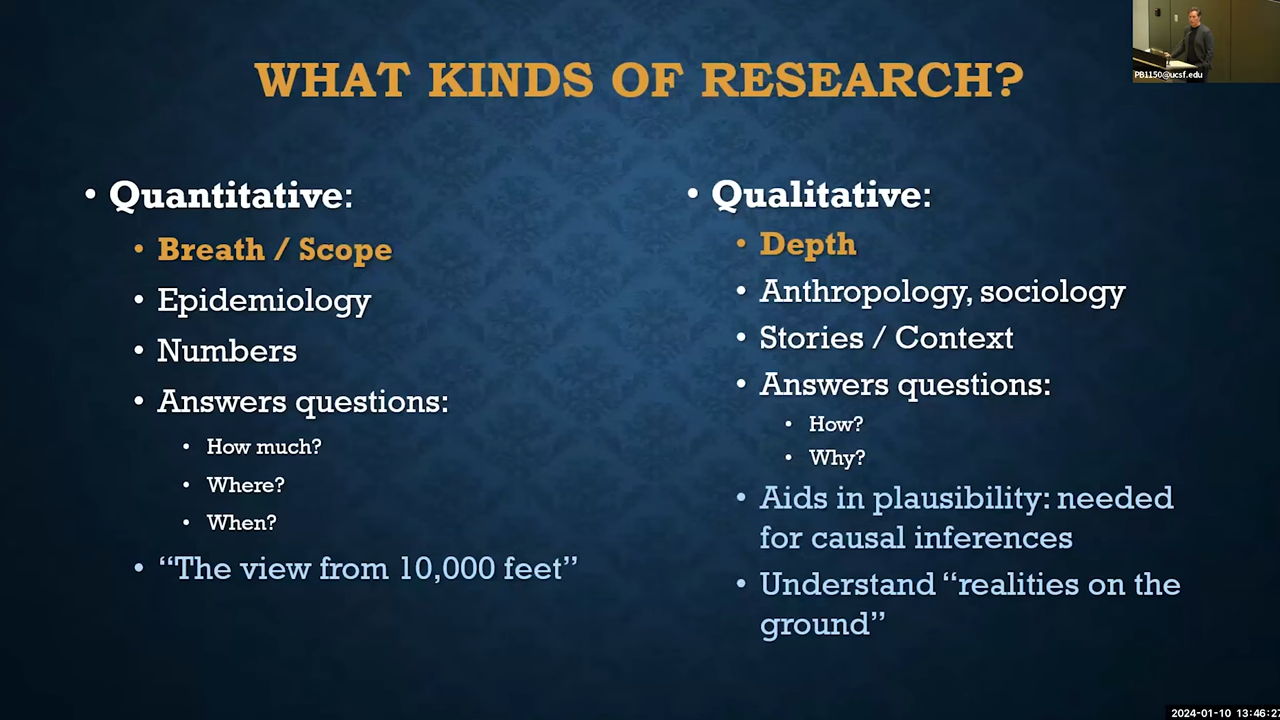 WHAT KINDS OF RESEARCH?
PB1150@ucsf.edu
• Quantitative:
• Breath / Scope
• Epidemiology
• Numbers
• Answers questions:
• How much?
• Where?
• When?
• “The view from 10,000 feet”
• Qualitative:
• Depth
• Anthropology, sociology
• Stories / Context
• Answers questions:
• How?
• Why?
• Aids in plausibility: needed
for causal inferences
• Understand “realities on the
ground”
2024-01-10 13:46:27